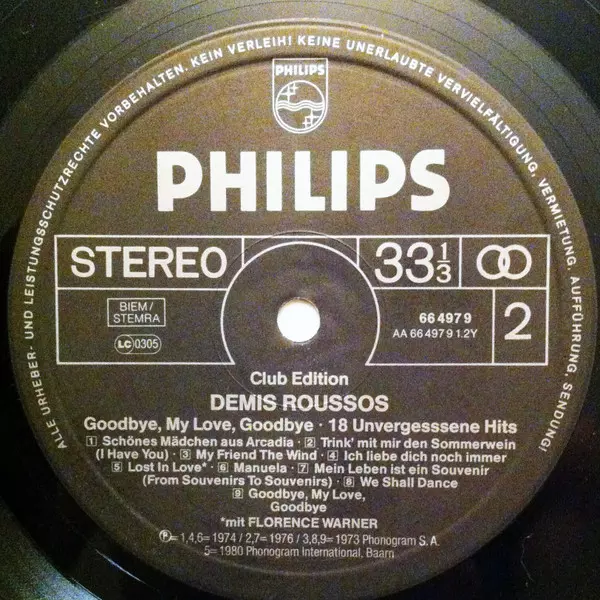 ALLE URHEBER- UND LEISTUNGSSCHUTZRECHTE VORBEHALTEN. KEIN VERLEIH! KEINE UNERLAUBTE VERVIELFÄLTIGUNG, VERMIETUNG, AUFFÜHRUNG, SENDUNG!
PHILIPS
PHILIPS
STEREO 33 1/3
BIEM/
STEMRA
LC 0305
66 497 9
AA 66 497 9 1.2Y
2
Club Edition
DEMIS ROUSSOS
Goodbye, My Love, Goodbye · 18 Unvergesssene Hits
1 Schönes Mädchen aus Arcadia · 2 Trink' mit mir den Sommerwein
(I Have You) · 3 My Friend The Wind · 4 Ich liebe dich noch immer
5 Lost In Love* · 6 Manuela · 7 Mein Leben ist ein Souvenir
(From Souvenirs To Souvenirs) · 8 We Shall Dance
9 Goodbye, My Love,
Goodbye
*mit FLORENCE WARNER
℗= 1,4,6= 1974 / 2,7= 1976 / 3,8,9= 1973 Phonogram S.A.
5= 1980 Phonogram International, Baarn